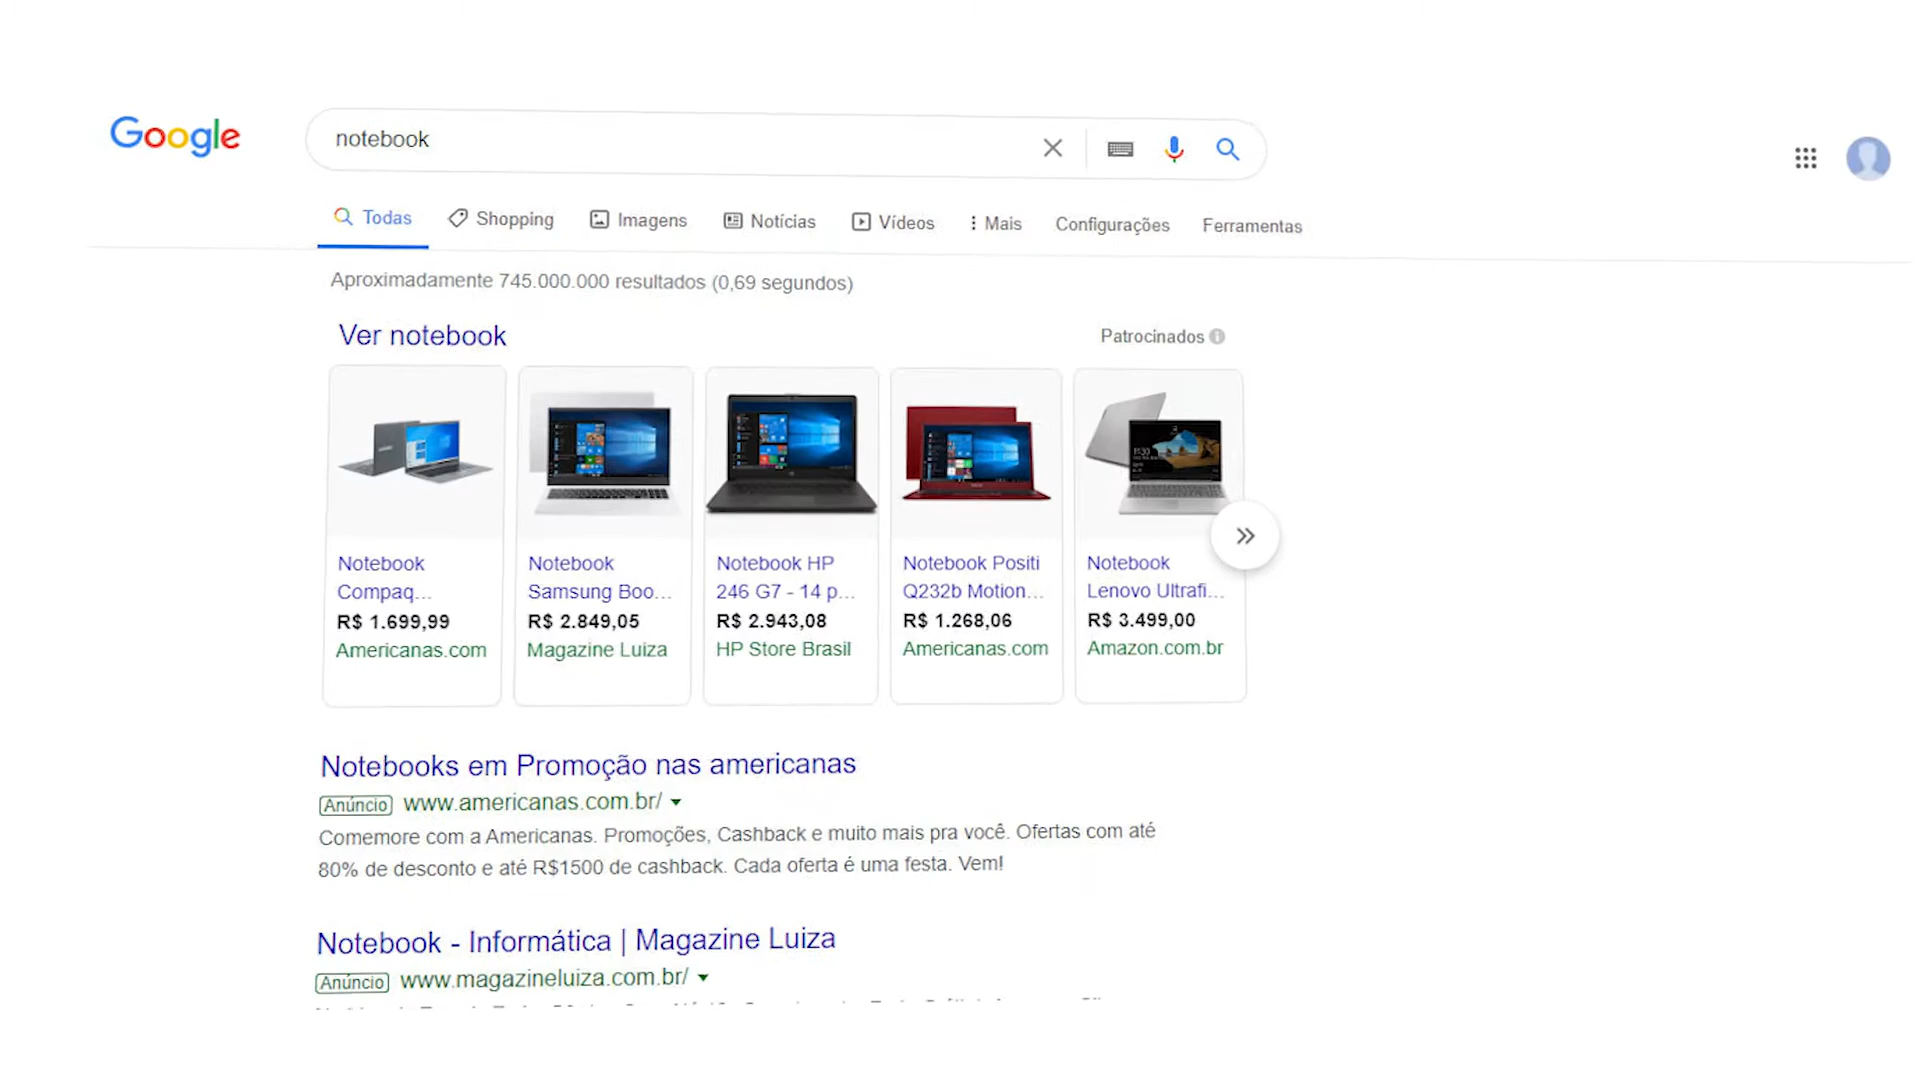 Google
notebook
Todas
Shopping
Imagens
Notícias
Vídeos
Mais
Configurações
Ferramentas
Aproximadamente 745.000.000 resultados (0,69 segundos)
Ver notebook
Patrocinados
Notebook
Compaq...
R$ 1.699,99
Americanas.com
Notebook
Samsung Boo...
R$ 2.849,05
Magazine Luiza
Notebook HP
246 G7 - 14 p...
R$ 2.943,08
HP Store Brasil
Notebook Positi
Q232b Motion...
R$ 1.268,06
Americanas.com
Notebook
Lenovo Ultrafi...
R$ 3.499,00
Amazon.com.br
Notebooks em Promoção nas americanas
Anúncio www.americanas.com.br/
Comemore com a Americanas. Promoções, Cashback e muito mais pra você. Ofertas com até
80% de desconto e até R$1500 de cashback. Cada oferta é uma festa. Vem!
Notebook - Informática | Magazine Luiza
Anúncio www.magazineluiza.com.br/